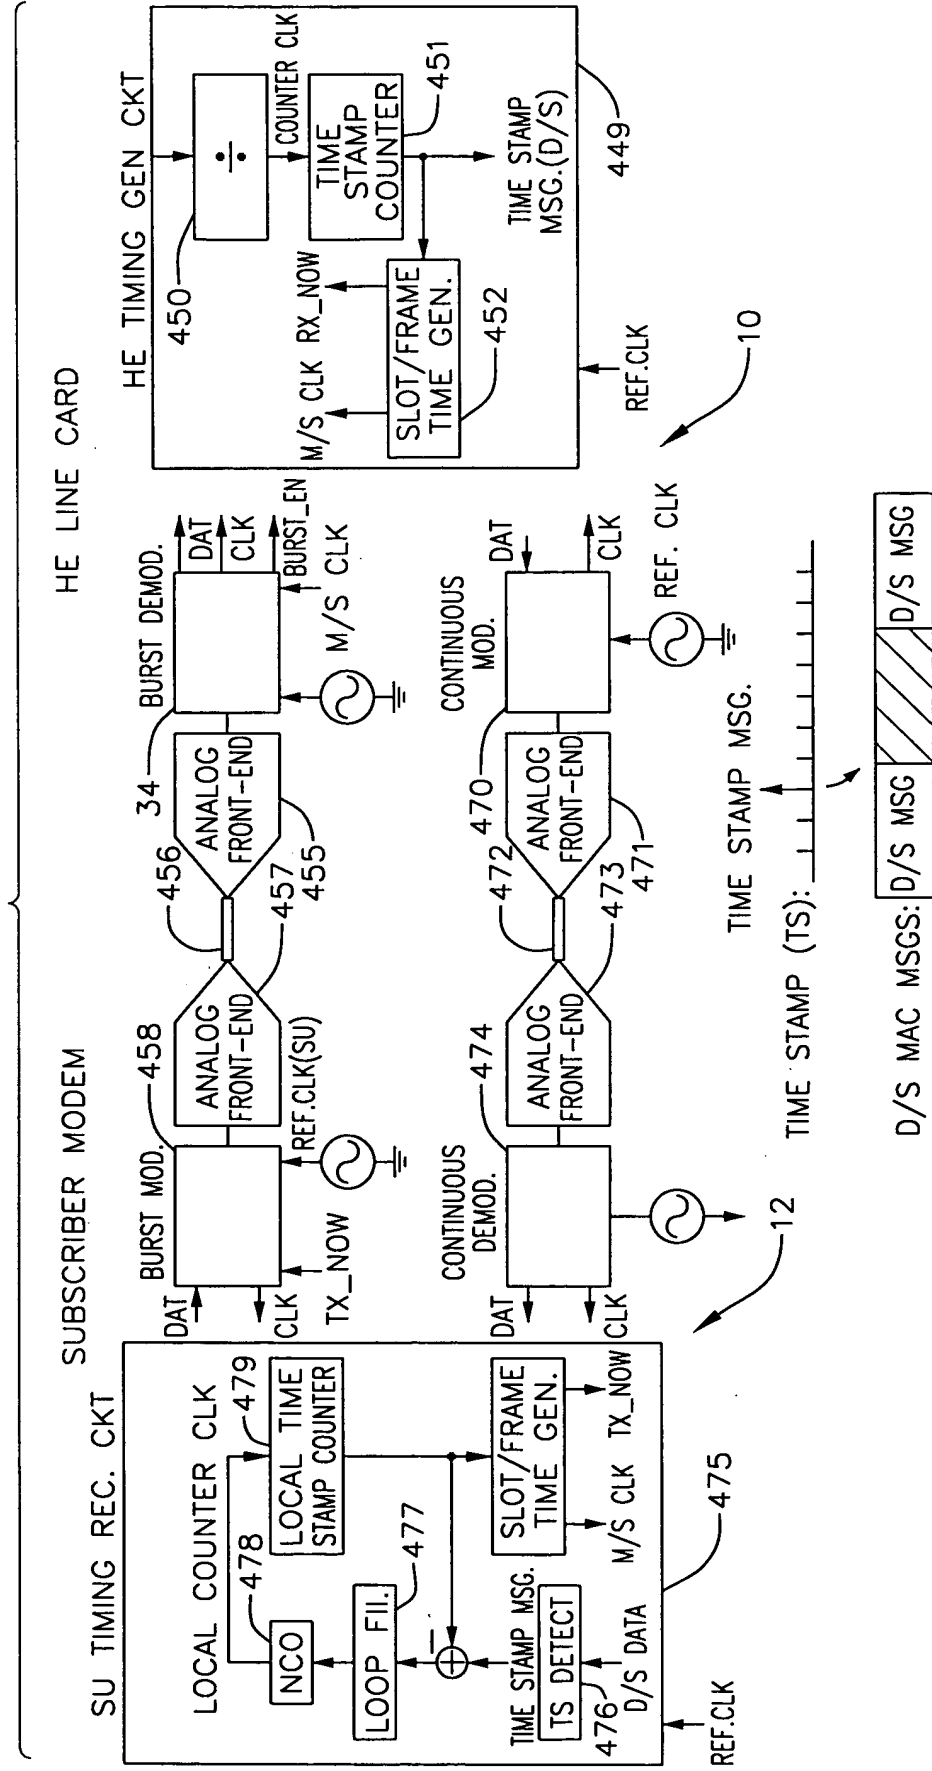 SUBSCRIBER MODEM
HE LINE CARD
SU TIMING REC. CKT
LOCAL COUNTER CLK
478
479
NCO
LOCAL TIME
STAMP COUNTER
LOOP FIl.
477
−
TIME STAMP MSG.
TS DETECT
476
D/S DATA
SLOT/FRAME
TIME GEN.
M/S CLK
TX_NOW
475
REF.CLK
12
BURST MOD.
458
DAT
CLK
TX_NOW
REF.CLK(SU)
ANALOG
FRONT-END
457
456
ANALOG
FRONT-END
455
34
BURST DEMOD.
DAT
CLK
BURST_EN
M/S CLK
CONTINUOUS
DEMOD.
474
DAT
CLK
ANALOG
FRONT-END
473
472
ANALOG
FRONT-END
471
470
CONTINUOUS
MOD.
DAT
CLK
REF. CLK
10
HE TIMING GEN CKT
450
÷
COUNTER CLK
TIME
STAMP
COUNTER
451
M/S CLK
RX_NOW
SLOT/FRAME
TIME GEN.
452
TIME STAMP
MSG.(D/S)
449
REF.CLK
TIME STAMP MSG.
TIME STAMP (TS):
D/S MAC MSGS:
D/S MSG
D/S MSG